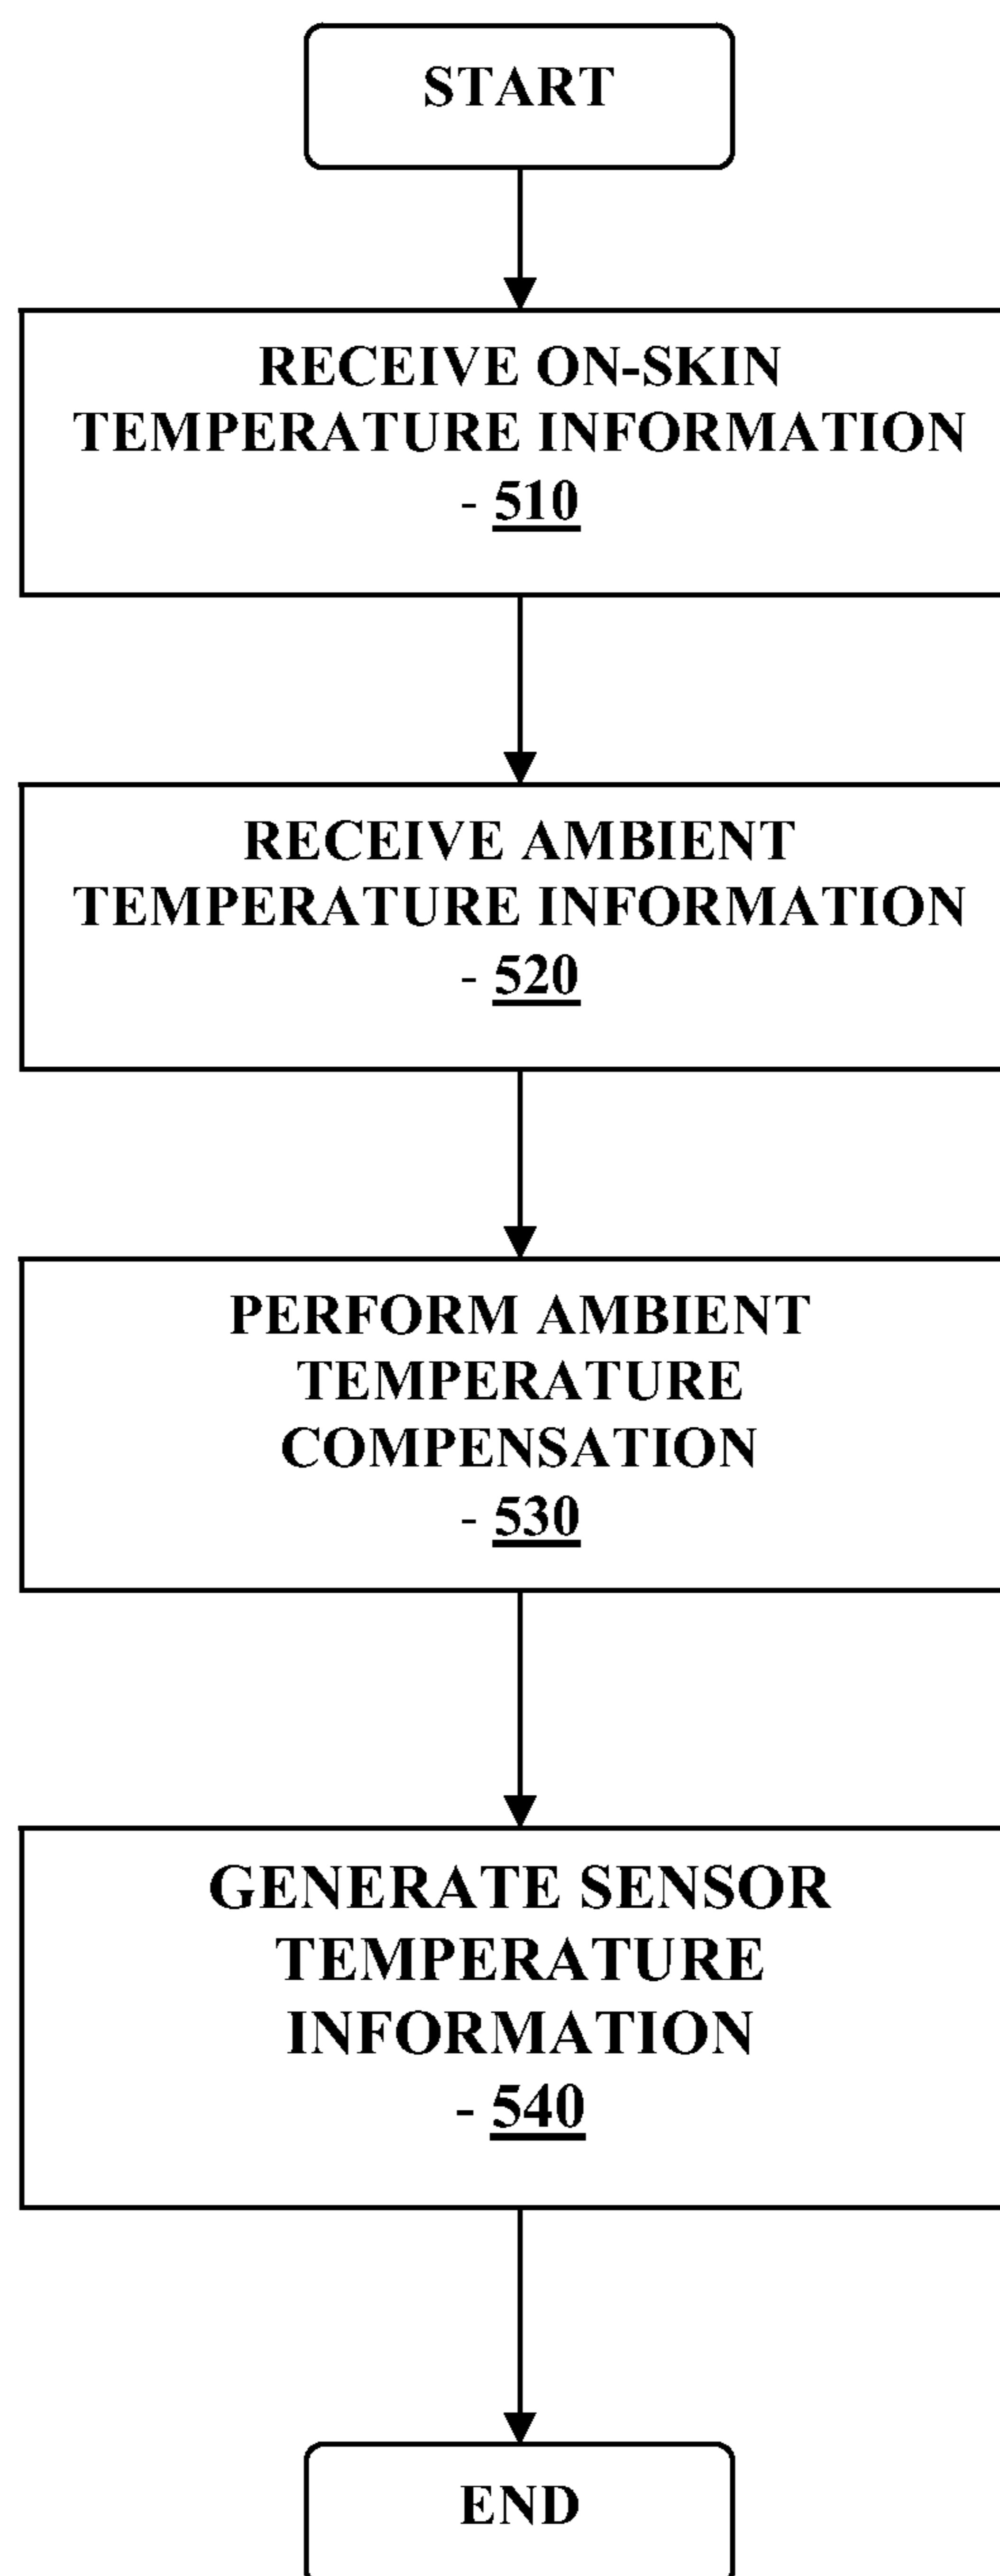 START
RECEIVE ON-SKIN
TEMPERATURE INFORMATION
- 510
RECEIVE AMBIENT
TEMPERATURE INFORMATION
- 520
PERFORM AMBIENT
TEMPERATURE
COMPENSATION
- 530
GENERATE SENSOR
TEMPERATURE
INFORMATION
- 540
END